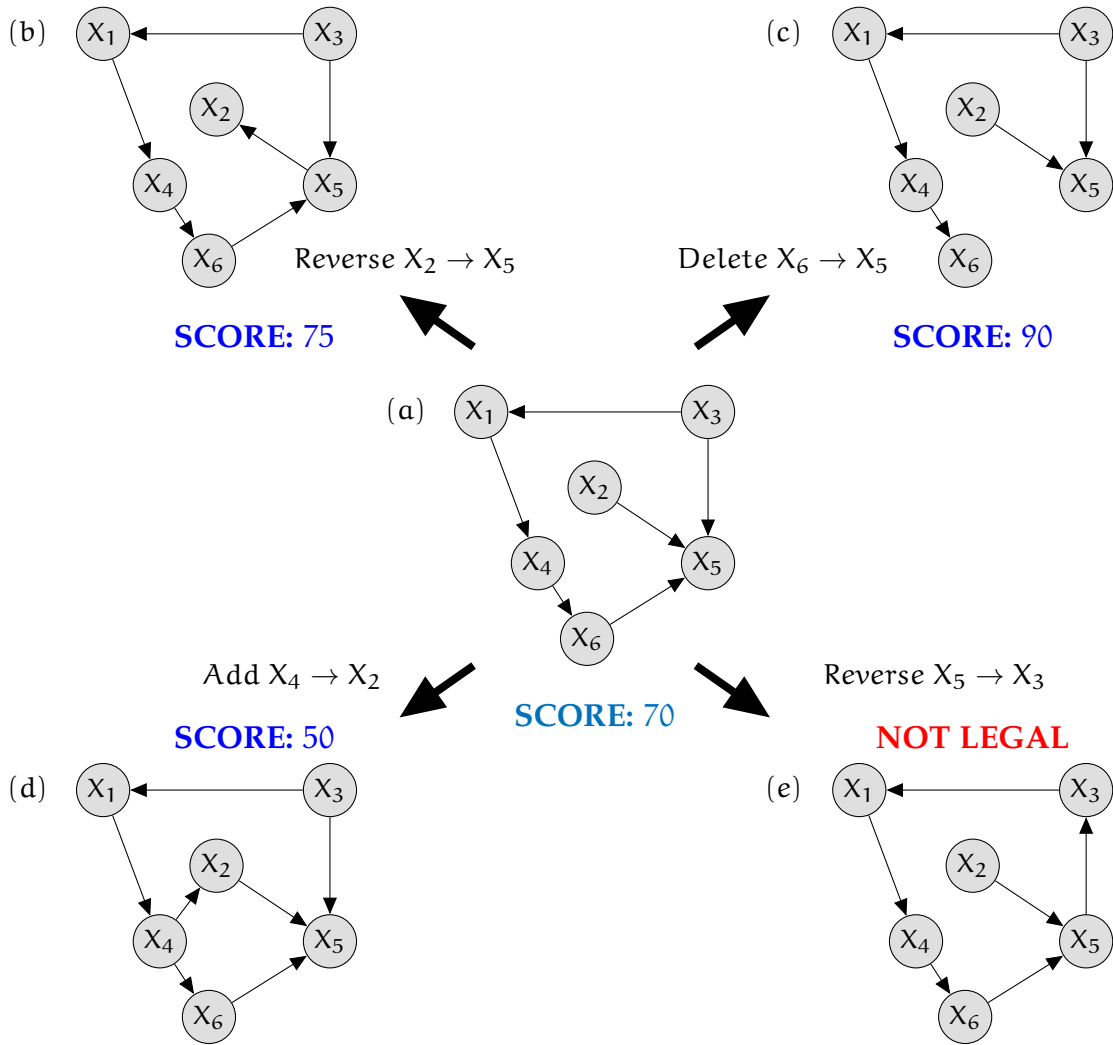 (b)
X₁
X₃
X₂
X₄
X₅
X₆
Reverse X₂ → X₅
SCORE: 75
(c)
X₁
X₃
X₂
X₄
X₅
X₆
Delete X₆ → X₅
SCORE: 90
(a)
X₁
X₃
X₂
X₄
X₅
X₆
SCORE: 70
Add X₄ → X₂
SCORE: 50
(d)
X₁
X₃
X₂
X₄
X₅
X₆
Reverse X₅ → X₃
NOT LEGAL
(e)
X₁
X₃
X₂
X₄
X₅
X₆